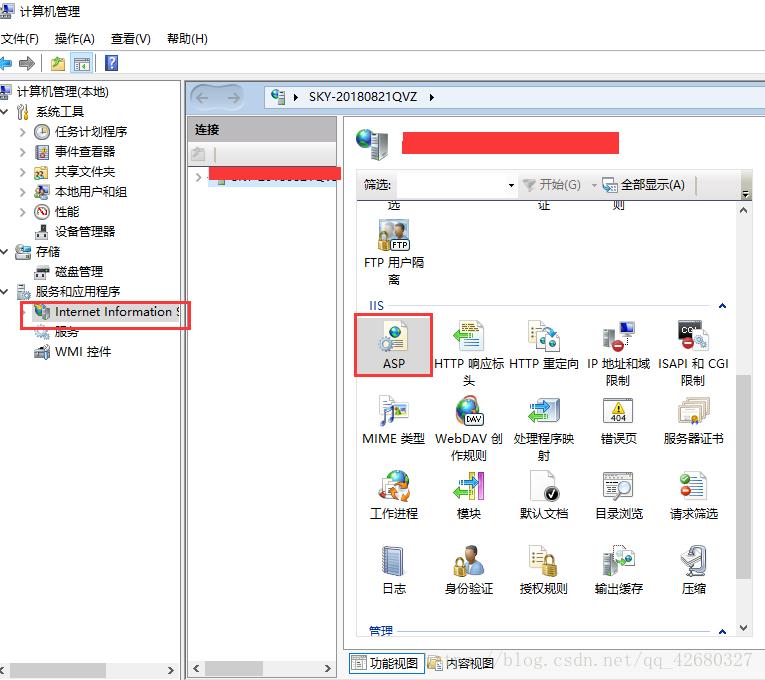 计算机管理
文件(F) 操作(A) 查看(V) 帮助(H)
计算机管理(本地)
系统工具
任务计划程序
事件查看器
共享文件夹
本地用户和组
性能
设备管理器
存储
磁盘管理
服务和应用程序
Internet Information S
服务
WMI 控件
SKY-20180821QVZ
连接
筛选:
开始(G)
全部显示(A)
选
证
则
FTP
FTP 用户隔
离
IIS
ASP
HTTP 响应标
头
HTTP 重定向
IP 地址和域
限制
CGI
ISAPI 和 CGI
限制
MIME 类型
DAV
WebDAV 创
作规则
处理程序映
射
404
错误页
服务器证书
工作进程
模块
默认文档
目录浏览
请求筛选
日志
身份验证
授权规则
输出缓存
压缩
管理
功能视图
内容视图
https://blog.csdn.net/qq_42680327